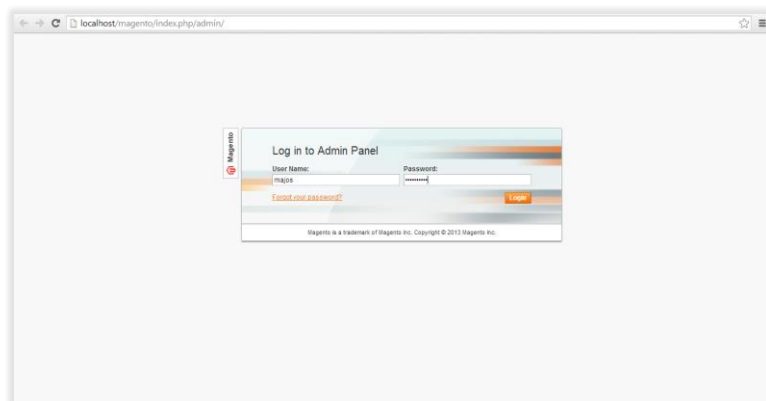 localhost/magento/index.php/admin/
Magento
Log in to Admin Panel
User Name:
Password:
majos
••••••••••
Forgot your password?
Login
Magento is a trademark of Magento Inc. Copyright © 2013 Magento Inc.